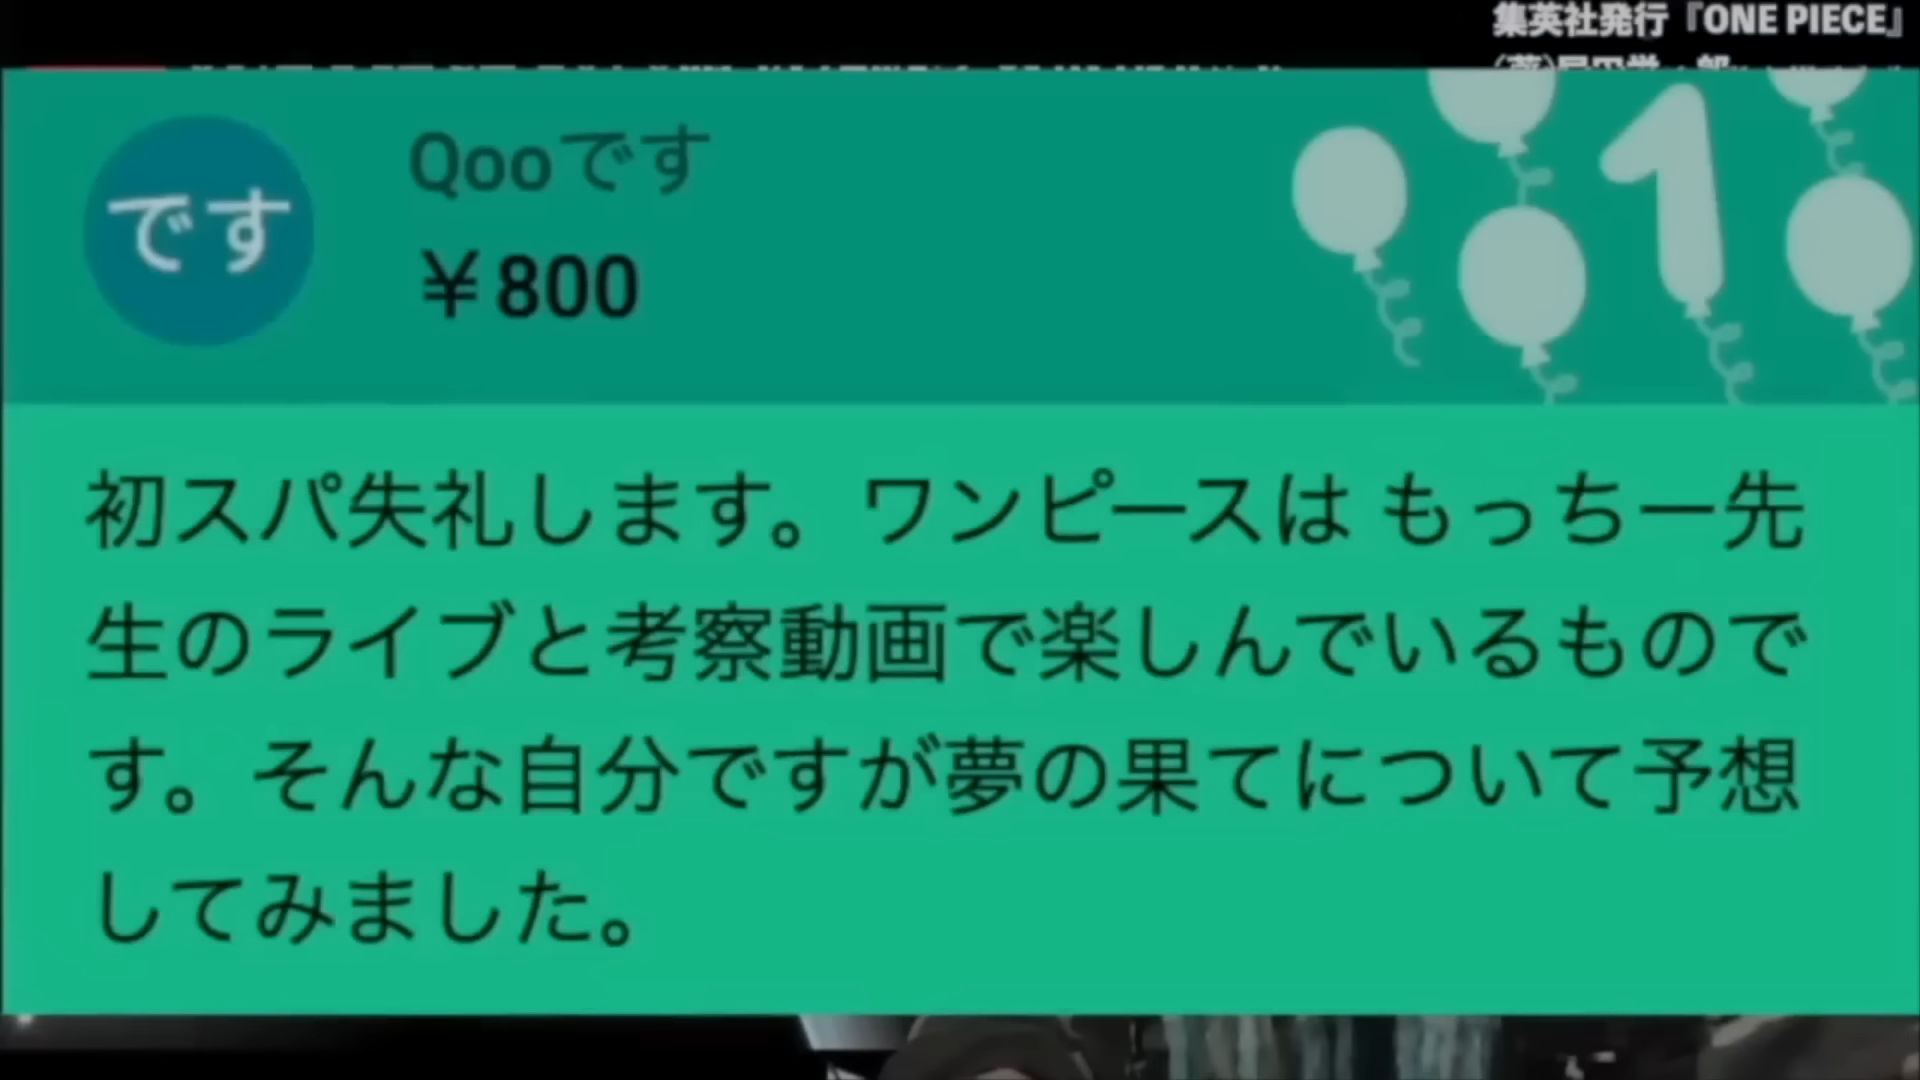 集英社発行『ONE PIECE』
です
Qooです
￥800
初スパ失礼します。ワンピースは もっちー先
生のライブと考察動画で楽しんでいるもので
す。そんな自分ですが夢の果てについて予想
してみました。
1